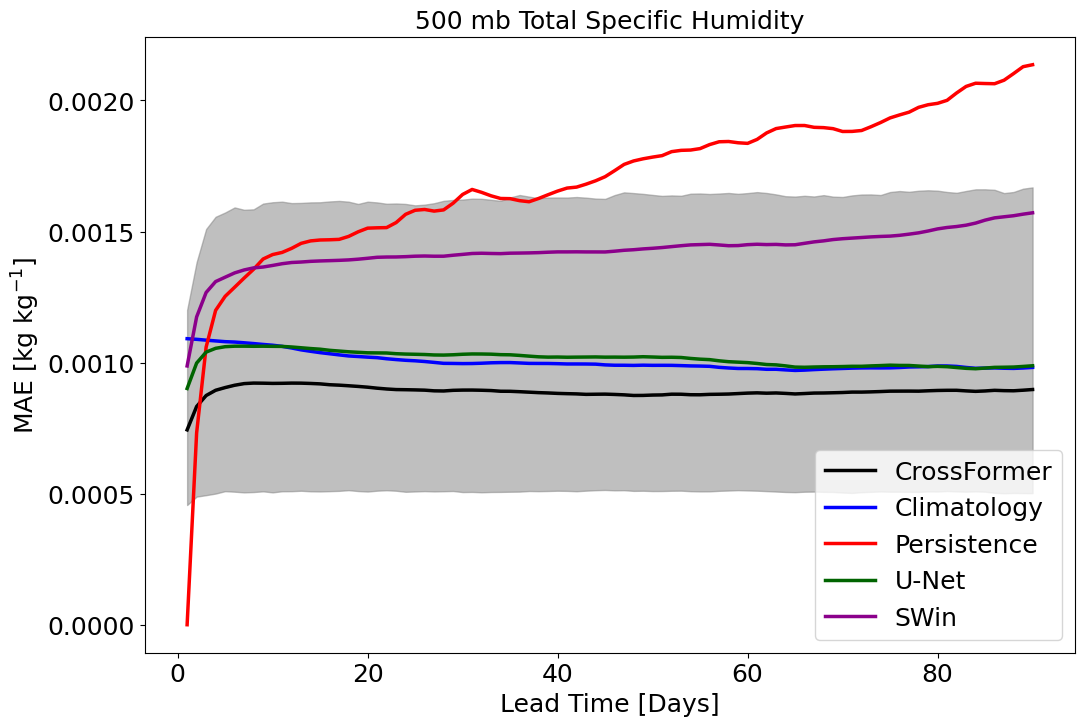 500 mb Total Specific Humidity
MAE [kg kg⁻¹]
0.0020
0.0015
0.0010
0.0005
0.0000
0 20 40 60 80
Lead Time [Days]
CrossFormer
Climatology
Persistence
U-Net
SWin